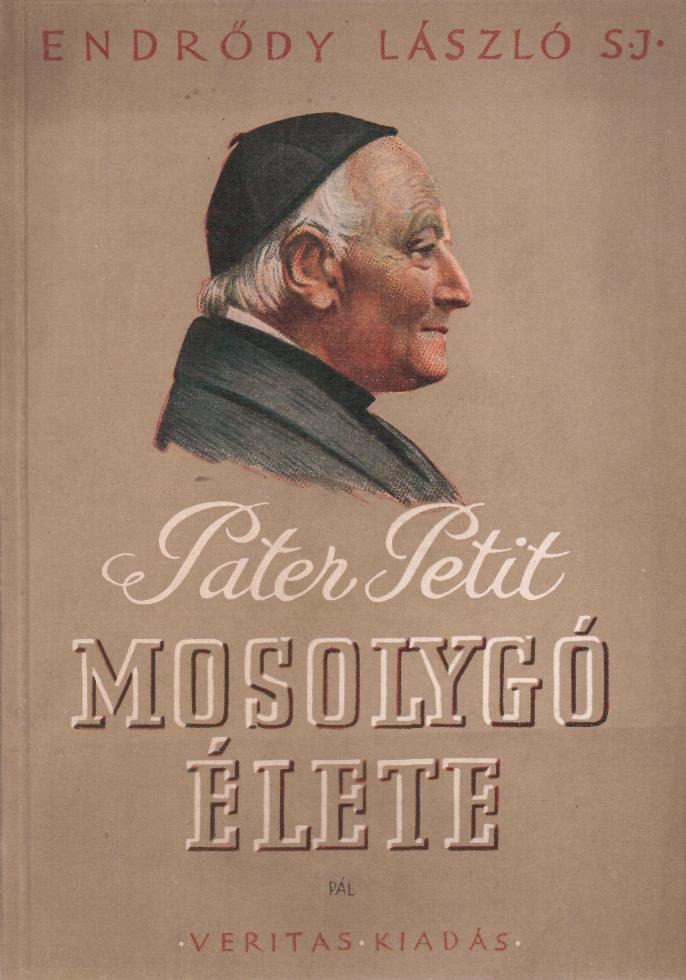 ENDRŐDY LÁSZLÓ S·J·
Pater Petit
MOSOLYGÓ
ÉLETE
PÁL
·VERITAS·KIADÁS·